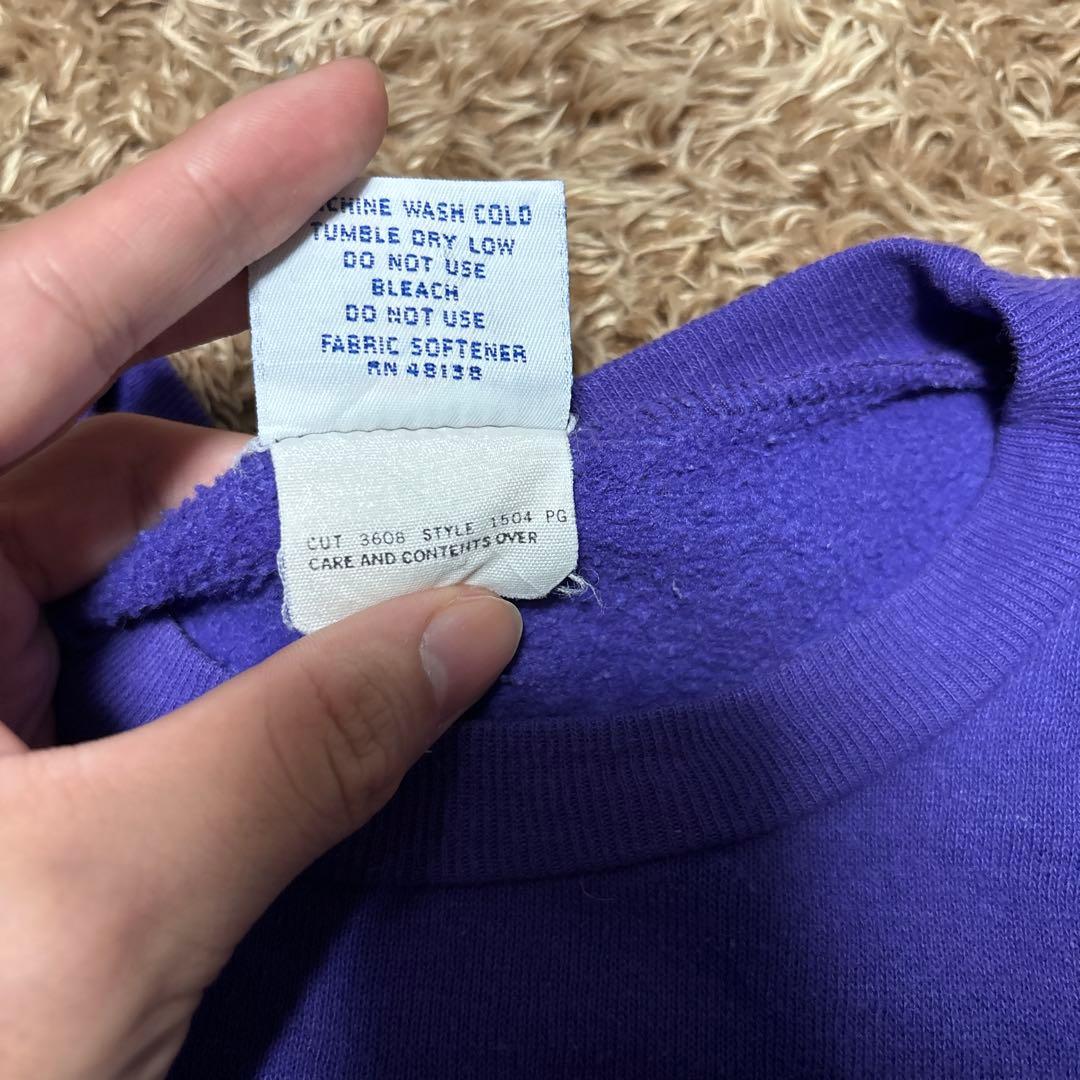 CHINE WASH COLD
TUMBLE DRY LOW
DO NOT USE
BLEACH
DO NOT USE
FABRIC SOFTENER
RN 48138
CUT 3608 STYLE 1504 PG
CARE AND CONTENTS OVER